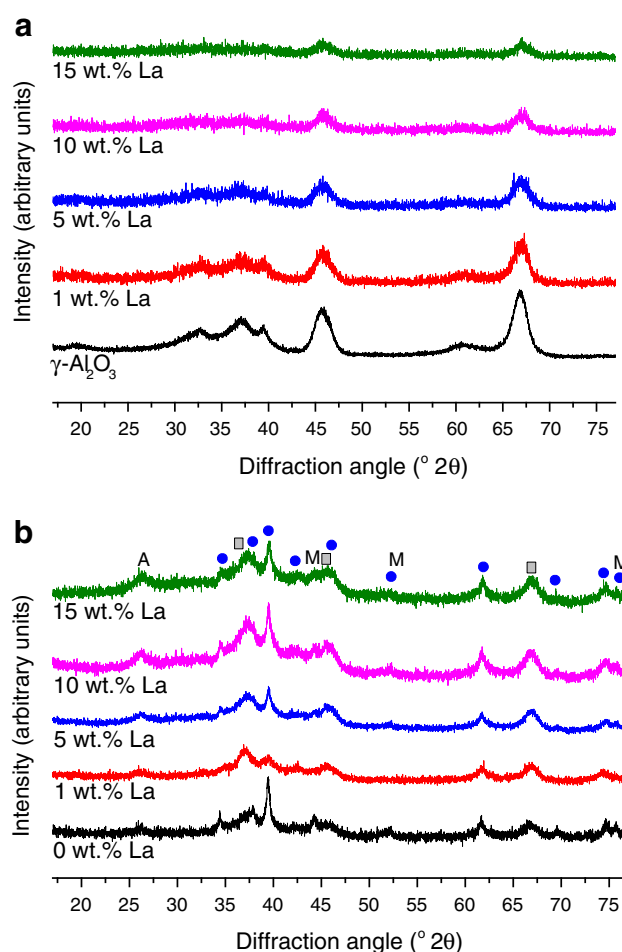 a
Intensity (arbitrary units)
15 wt.% La
10 wt.% La
5 wt.% La
1 wt.% La
γ-Al₂O₃
20 25 30 35 40 45 50 55 60 65 70 75
Diffraction angle (° 2θ)
b
Intensity (arbitrary units)
A M M M
15 wt.% La
10 wt.% La
5 wt.% La
1 wt.% La
0 wt.% La
20 25 30 35 40 45 50 55 60 65 70 75
Diffraction angle (° 2θ)